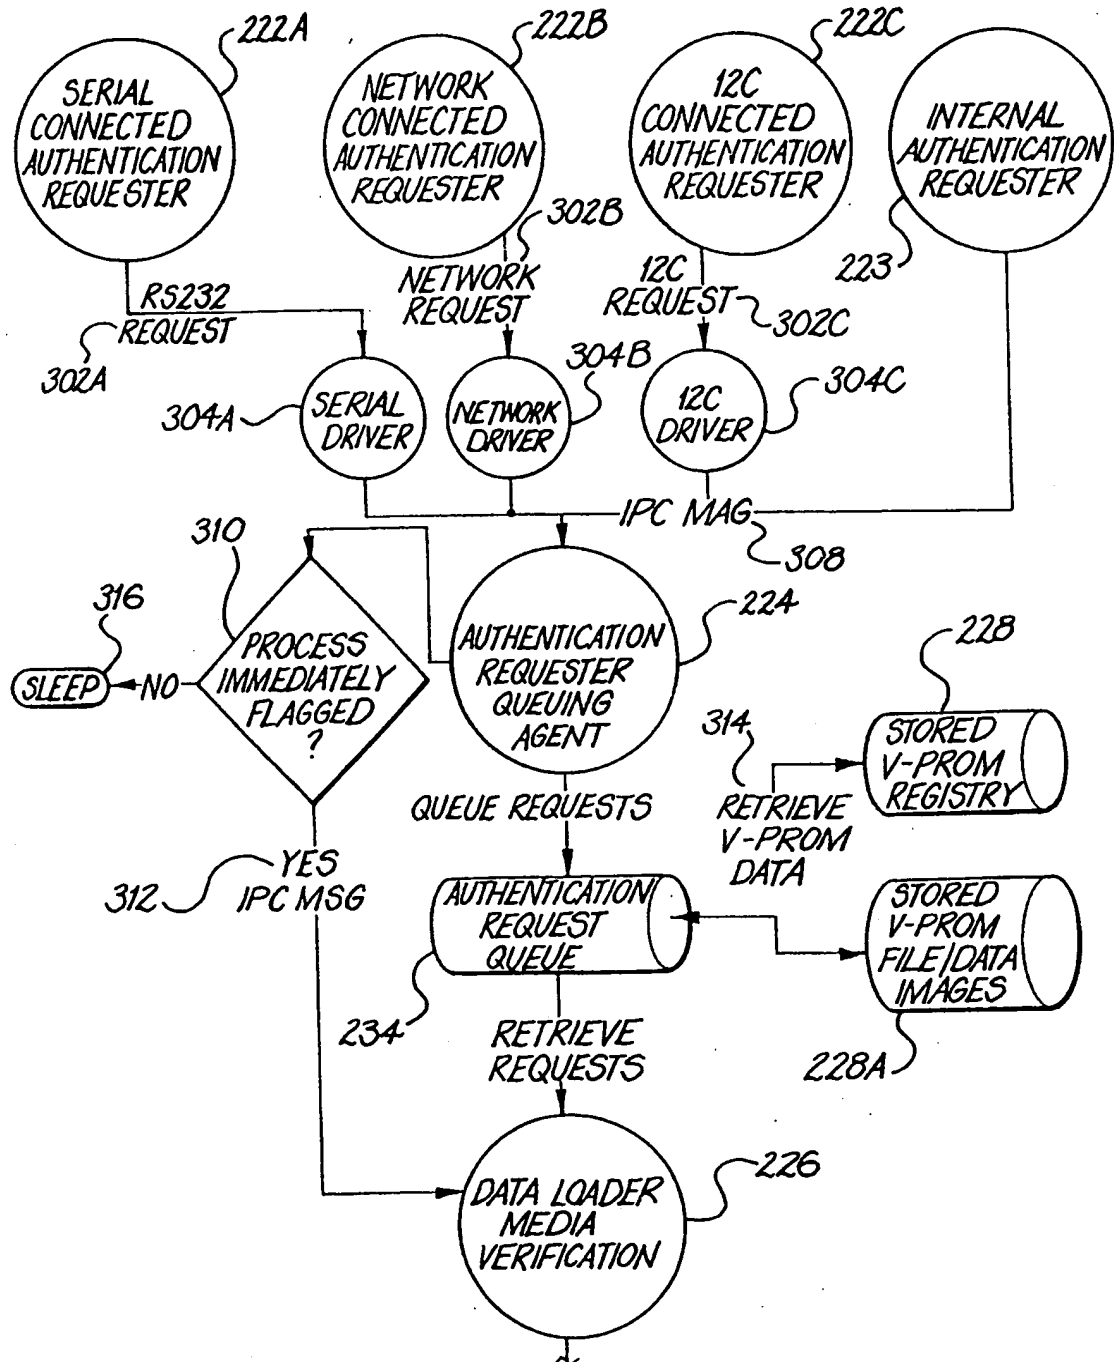 222A
222B
222C
SERIAL
CONNECTED
AUTHENTICATION
REQUESTER
NETWORK
CONNECTED
AUTHENTICATION
REQUESTER
12C
CONNECTED
AUTHENTICATION
REQUESTER
INTERNAL
AUTHENTICATION
REQUESTER
223
RS232
REQUEST
302A
302B
NETWORK
REQUEST
12C
REQUEST
302C
304A
SERIAL
DRIVER
NETWORK
DRIVER
304B
12C
DRIVER
304C
IPC MAG
308
310
316
PROCESS
IMMEDIATELY
FLAGGED
?
NO
SLEEP
AUTHENTICATION
REQUESTER
QUEUING
AGENT
224
228
STORED
V-PROM
REGISTRY
314
RETRIEVE
V-PROM
DATA
QUEUE REQUESTS
312
YES
IPC MSG
AUTHENTICATION
REQUEST
QUEUE
234
STORED
V-PROM
FILE/DATA
IMAGES
228A
RETRIEVE
REQUESTS
DATA LOADER
MEDIA
VERIFICATION
226